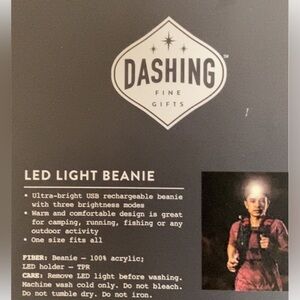 DASHING
™
FINE
GIFTS
LED LIGHT BEANIE
• Ultra-bright USB rechargeable beanie
with three brightness modes
• Warm and comfortable design is great
for camping, running, fishing or any
outdoor activity
• One size fits all
FIBER: Beanie – 100% acrylic;
LED holder – TPR
CARE: Remove LED light before washing.
Machine wash cold only. Do not bleach.
Do not tumble dry. Do not iron.